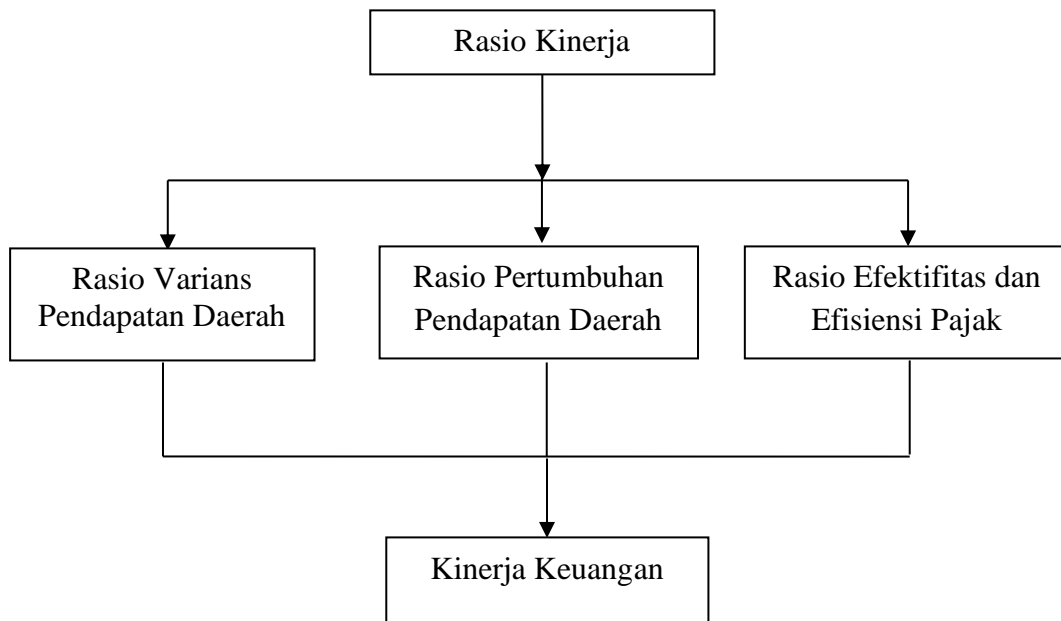 Rasio Kinerja
Rasio Varians
Pendapatan Daerah
Rasio Pertumbuhan
Pendapatan Daerah
Rasio Efektifitas dan
Efisiensi Pajak
Kinerja Keuangan